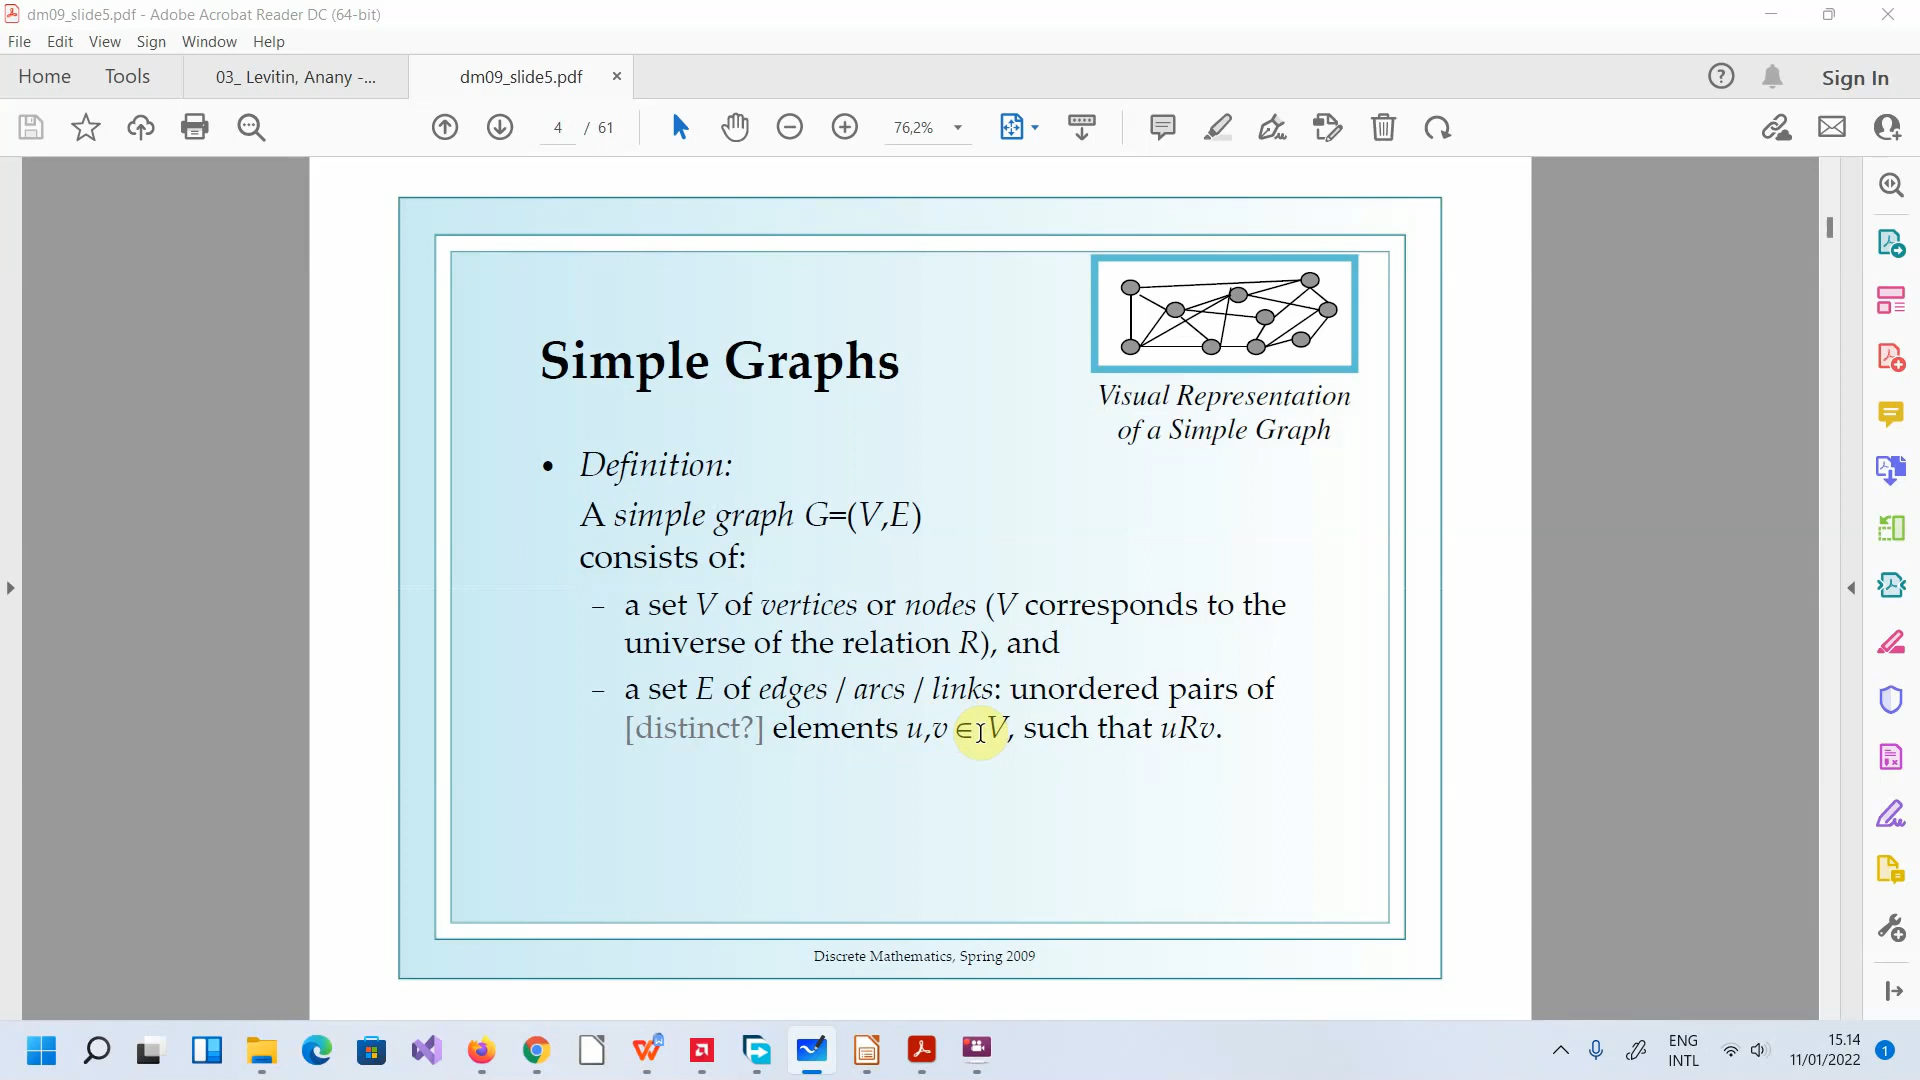 dm09_slide5.pdf - Adobe Acrobat Reader DC (64-bit)
File Edit View Sign Window Help
Home Tools 03_ Levitin, Anany -... dm09_slide5.pdf Sign In
4 / 61 76,2%
Simple Graphs
Visual Representation
of a Simple Graph
• Definition:
A simple graph G=(V,E)
consists of:
– a set V of vertices or nodes (V corresponds to the
universe of the relation R), and
– a set E of edges / arcs / links: unordered pairs of
[distinct?] elements u,v ∈ V, such that uRv.
Discrete Mathematics, Spring 2009
ENG 15.14
INTL 11/01/2022 1